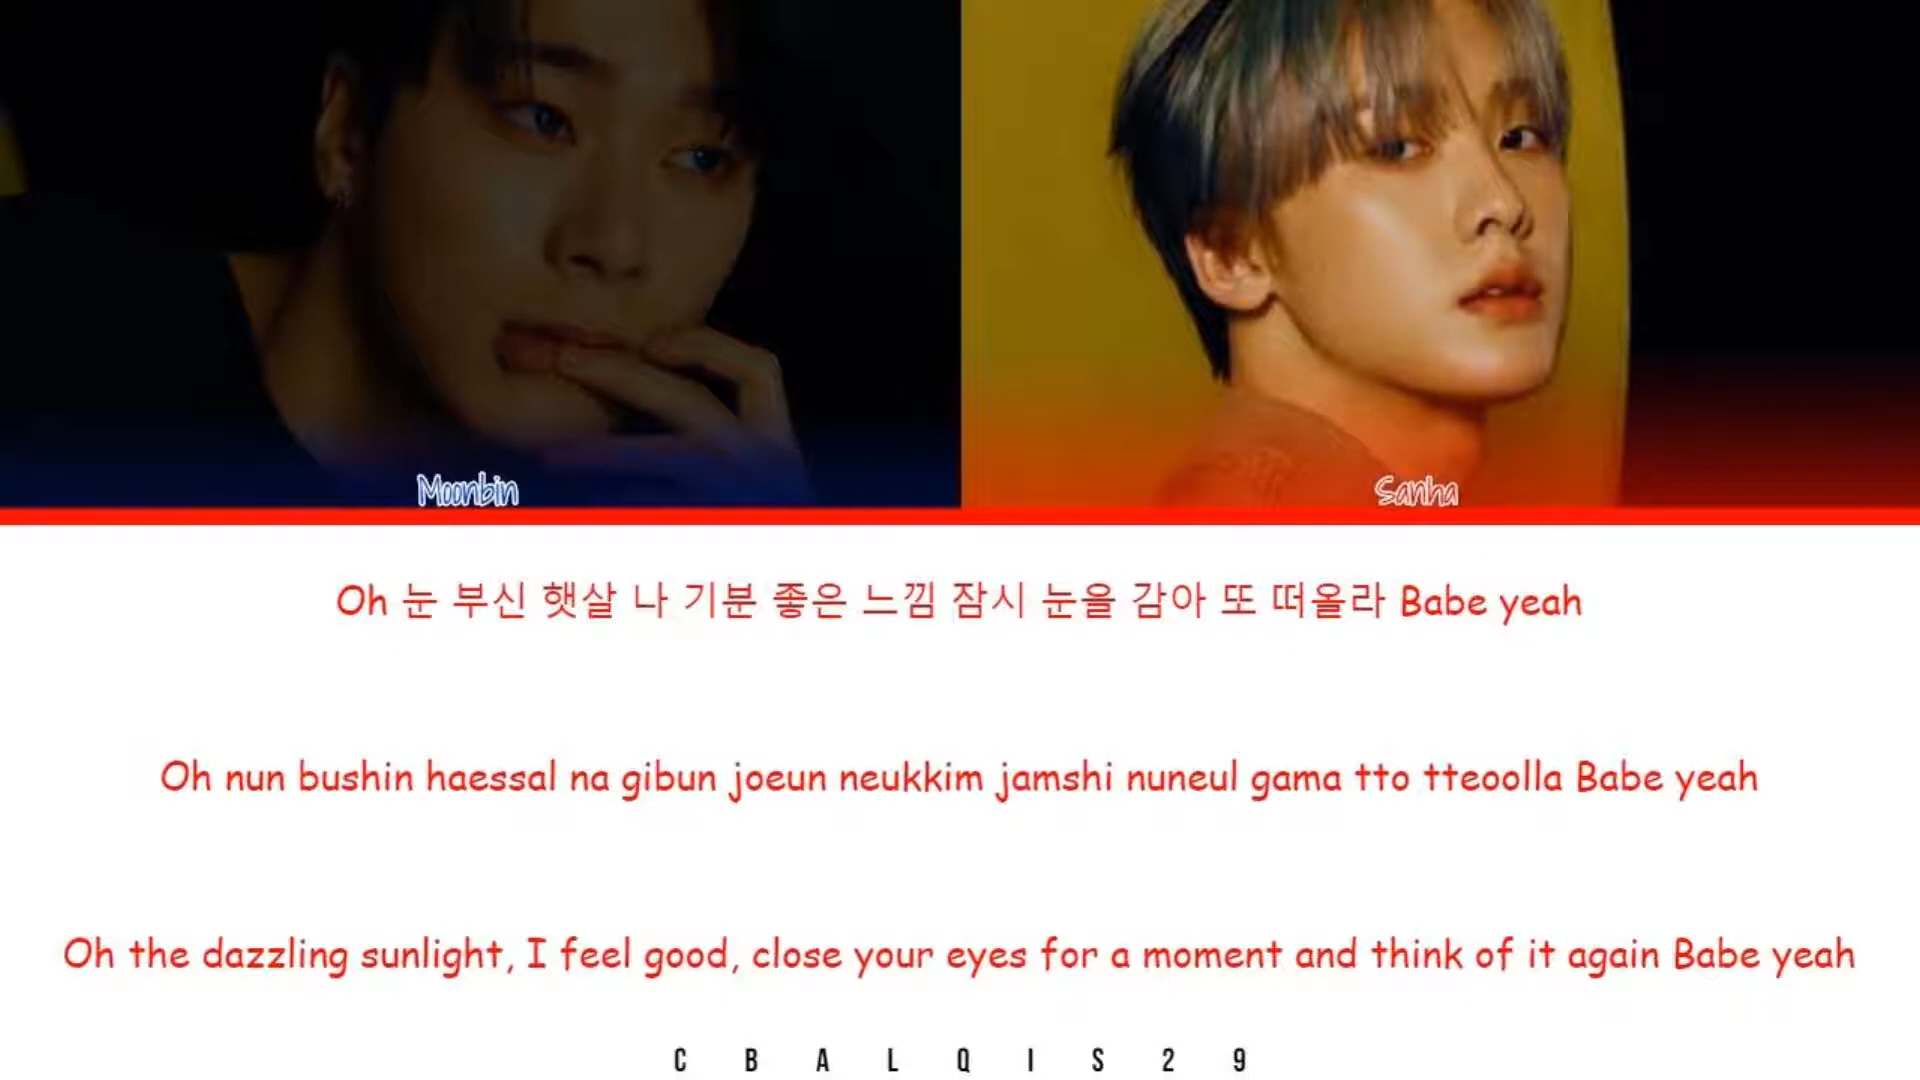 Moonbin
Sanha
Oh 눈 부신 햇살 나 기분 좋은 느낌 잠시 눈을 감아 또 떠올라 Babe yeah
Oh nun bushin haessal na gibun joeun neukkim jamshi nuneul gama tto tteoolla Babe yeah
Oh the dazzling sunlight, I feel good, close your eyes for a moment and think of it again Babe yeah
CBALQIS29